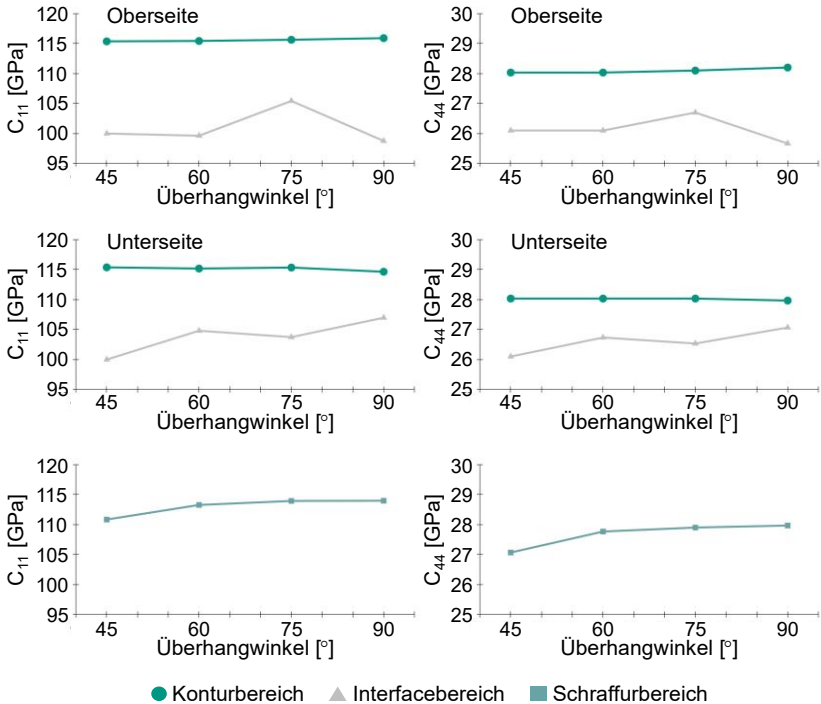 Oberseite
C11 [GPa]
120
115
110
105
100
95
45 60 75 90
Überhangwinkel [°]
Oberseite
C44 [GPa]
30
29
28
27
26
25
45 60 75 90
Überhangwinkel [°]
Unterseite
C11 [GPa]
120
115
110
105
100
95
45 60 75 90
Überhangwinkel [°]
Unterseite
C44 [GPa]
30
29
28
27
26
25
45 60 75 90
Überhangwinkel [°]
C11 [GPa]
120
115
110
105
100
95
45 60 75 90
Überhangwinkel [°]
C44 [GPa]
30
29
28
27
26
25
45 60 75 90
Überhangwinkel [°]
Konturbereich Interfacebereich Schraffurbereich